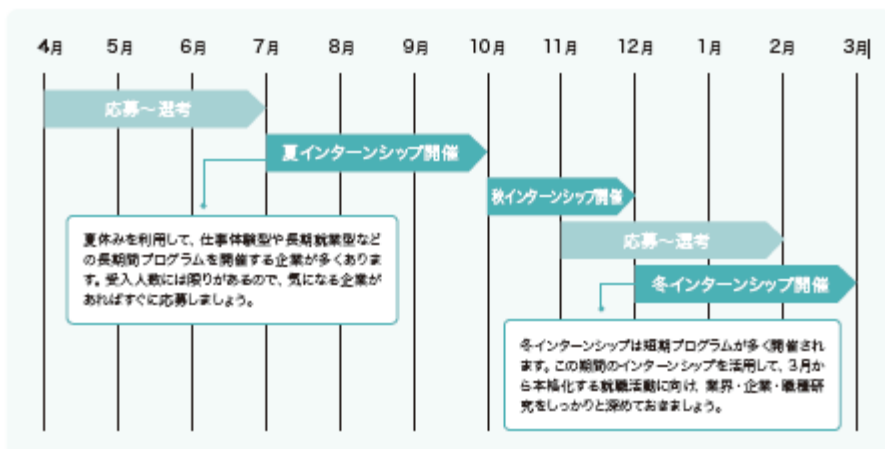 4月 5月 6月 7月 8月 9月 10月 11月 12月 1月 2月 3月
応募～選考
夏インターンシップ開催
秋インターンシップ開催
夏休みを利用して、仕事体験型や長期就業型など
の長期間プログラムを開催する企業が多くありま
す。受入人数には限りがあるので、気になる企業が
あればすぐに応募しましょう。
応募～選考
冬インターンシップ開催
冬インターンシップは短期プログラムが多く開催され
ます。この期間のインターンシップを活用して、3月か
ら本格化する就職活動に向け、業界・企業・職種研
究をしっかりと深めておきましょう。